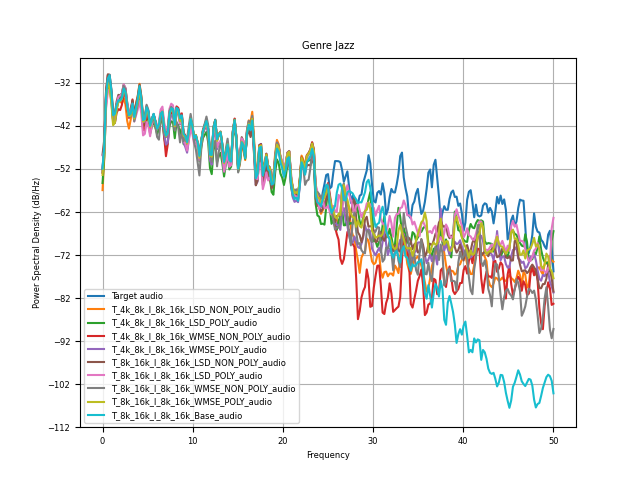 Genre Jazz
Power Spectral Density (dB/Hz)
−32
−42
−52
−62
−72
−82
−92
−102
−112
Target audio
T_4k_8k_I_8k_16k_LSD_NON_POLY_audio
T_4k_8k_I_8k_16k_LSD_POLY_audio
T_4k_8k_I_8k_16k_WMSE_NON_POLY_audio
T_4k_8k_I_8k_16k_WMSE_POLY_audio
T_8k_16k_I_8k_16k_LSD_NON_POLY_audio
T_8k_16k_I_8k_16k_LSD_POLY_audio
T_8k_16k_I_8k_16k_WMSE_NON_POLY_audio
T_8k_16k_I_8k_16k_WMSE_POLY_audio
T_8k_16k_I_8k_16k_Base_audio
0 10 20 30 40 50
Frequency